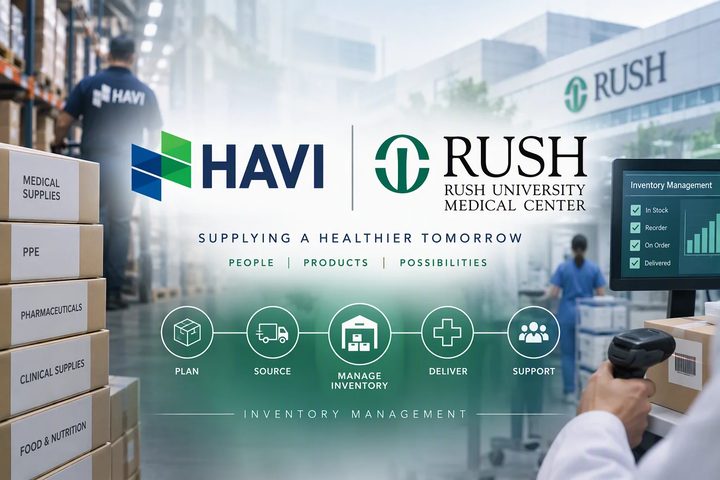 HAVI
RUSH
HAVI
RUSH
RUSH UNIVERSITY
MEDICAL CENTER
SUPPLYING A HEALTHIER TOMORROW
PEOPLE | PRODUCTS | POSSIBILITIES
MEDICAL
SUPPLIES
PPE
PHARMACEUTICALS
CLINICAL SUPPLIES
FOOD & NUTRITION
Inventory Management
In Stock
Reorder
On Order
Delivered
PLAN
SOURCE
MANAGE
INVENTORY
DELIVER
SUPPORT
INVENTORY MANAGEMENT